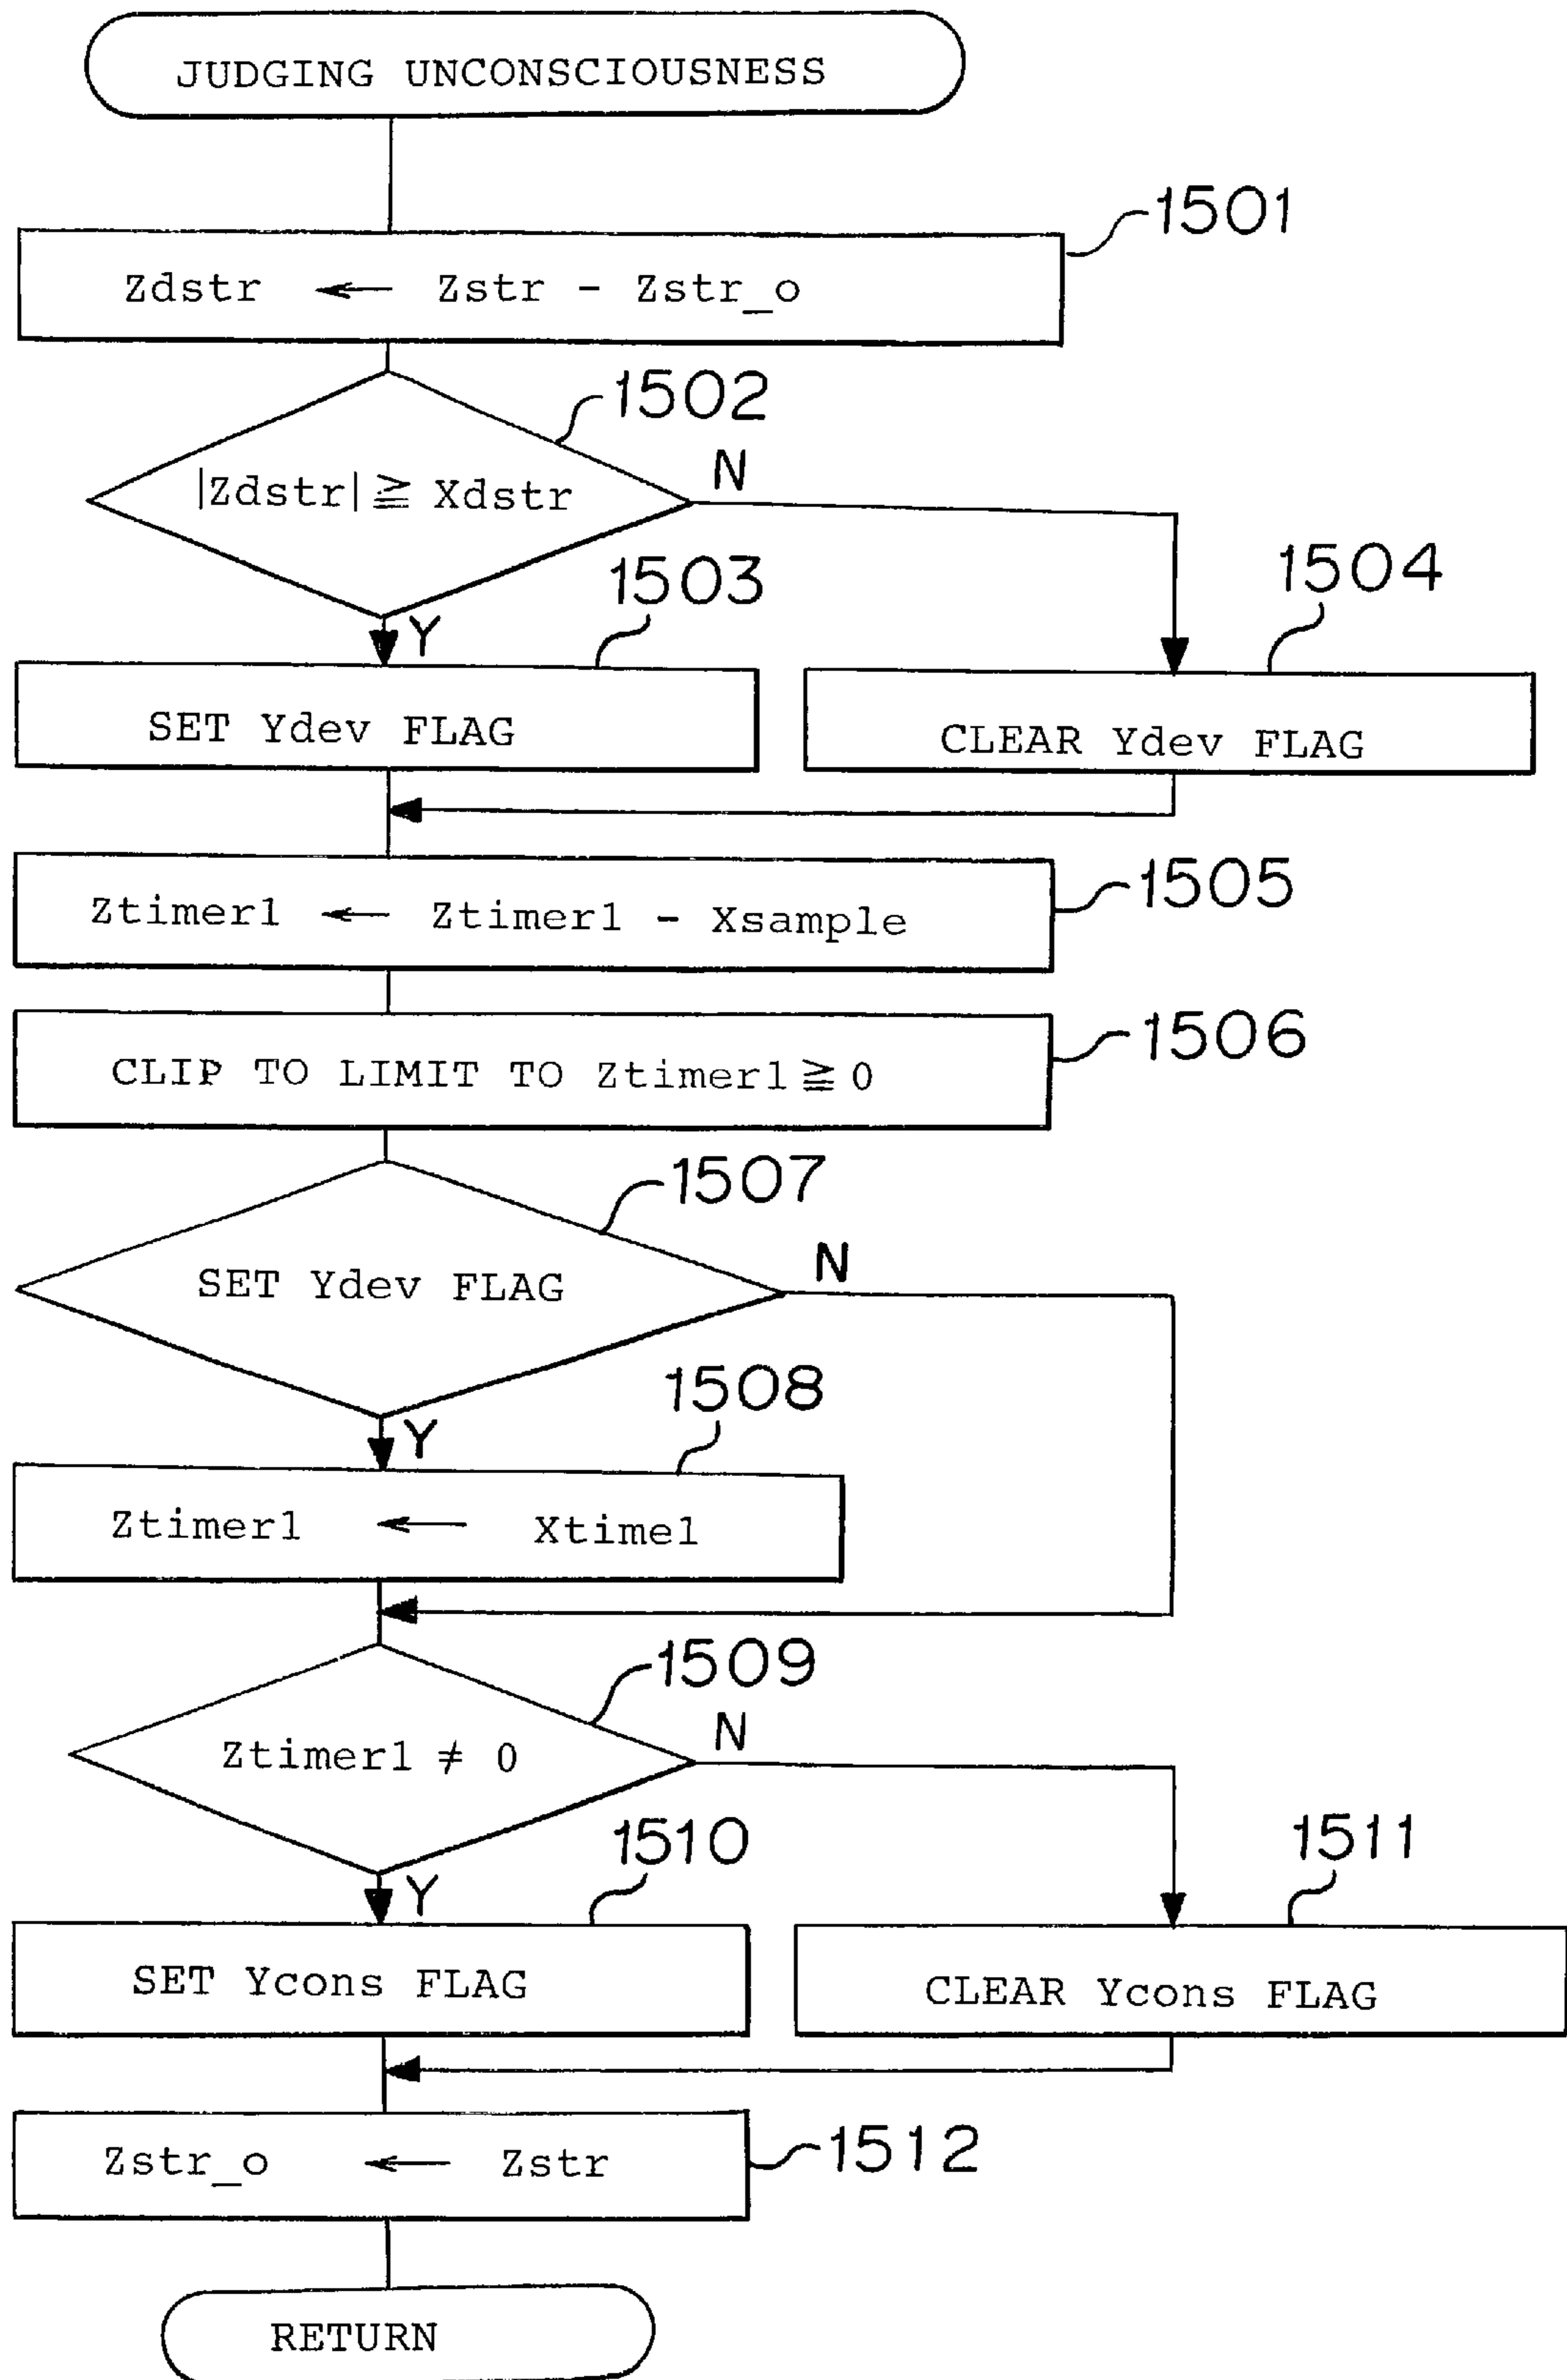 JUDGING UNCONSCIOUSNESS
1501
Zdstr ← Zstr - Zstr_o
1502
|Zdstr| ≧ Xdstr
N
Y
1503
1504
SET Ydev FLAG
CLEAR Ydev FLAG
1505
Ztimer1 ← Ztimer1 - Xsample
1506
CLIP TO LIMIT TO Ztimer1 ≧ 0
1507
SET Ydev FLAG
N
Y
1508
Ztimer1 ← Xtime1
1509
Ztimer1 ≠ 0
N
Y
1510
1511
SET Ycons FLAG
CLEAR Ycons FLAG
Zstr_o ← Zstr
1512
RETURN